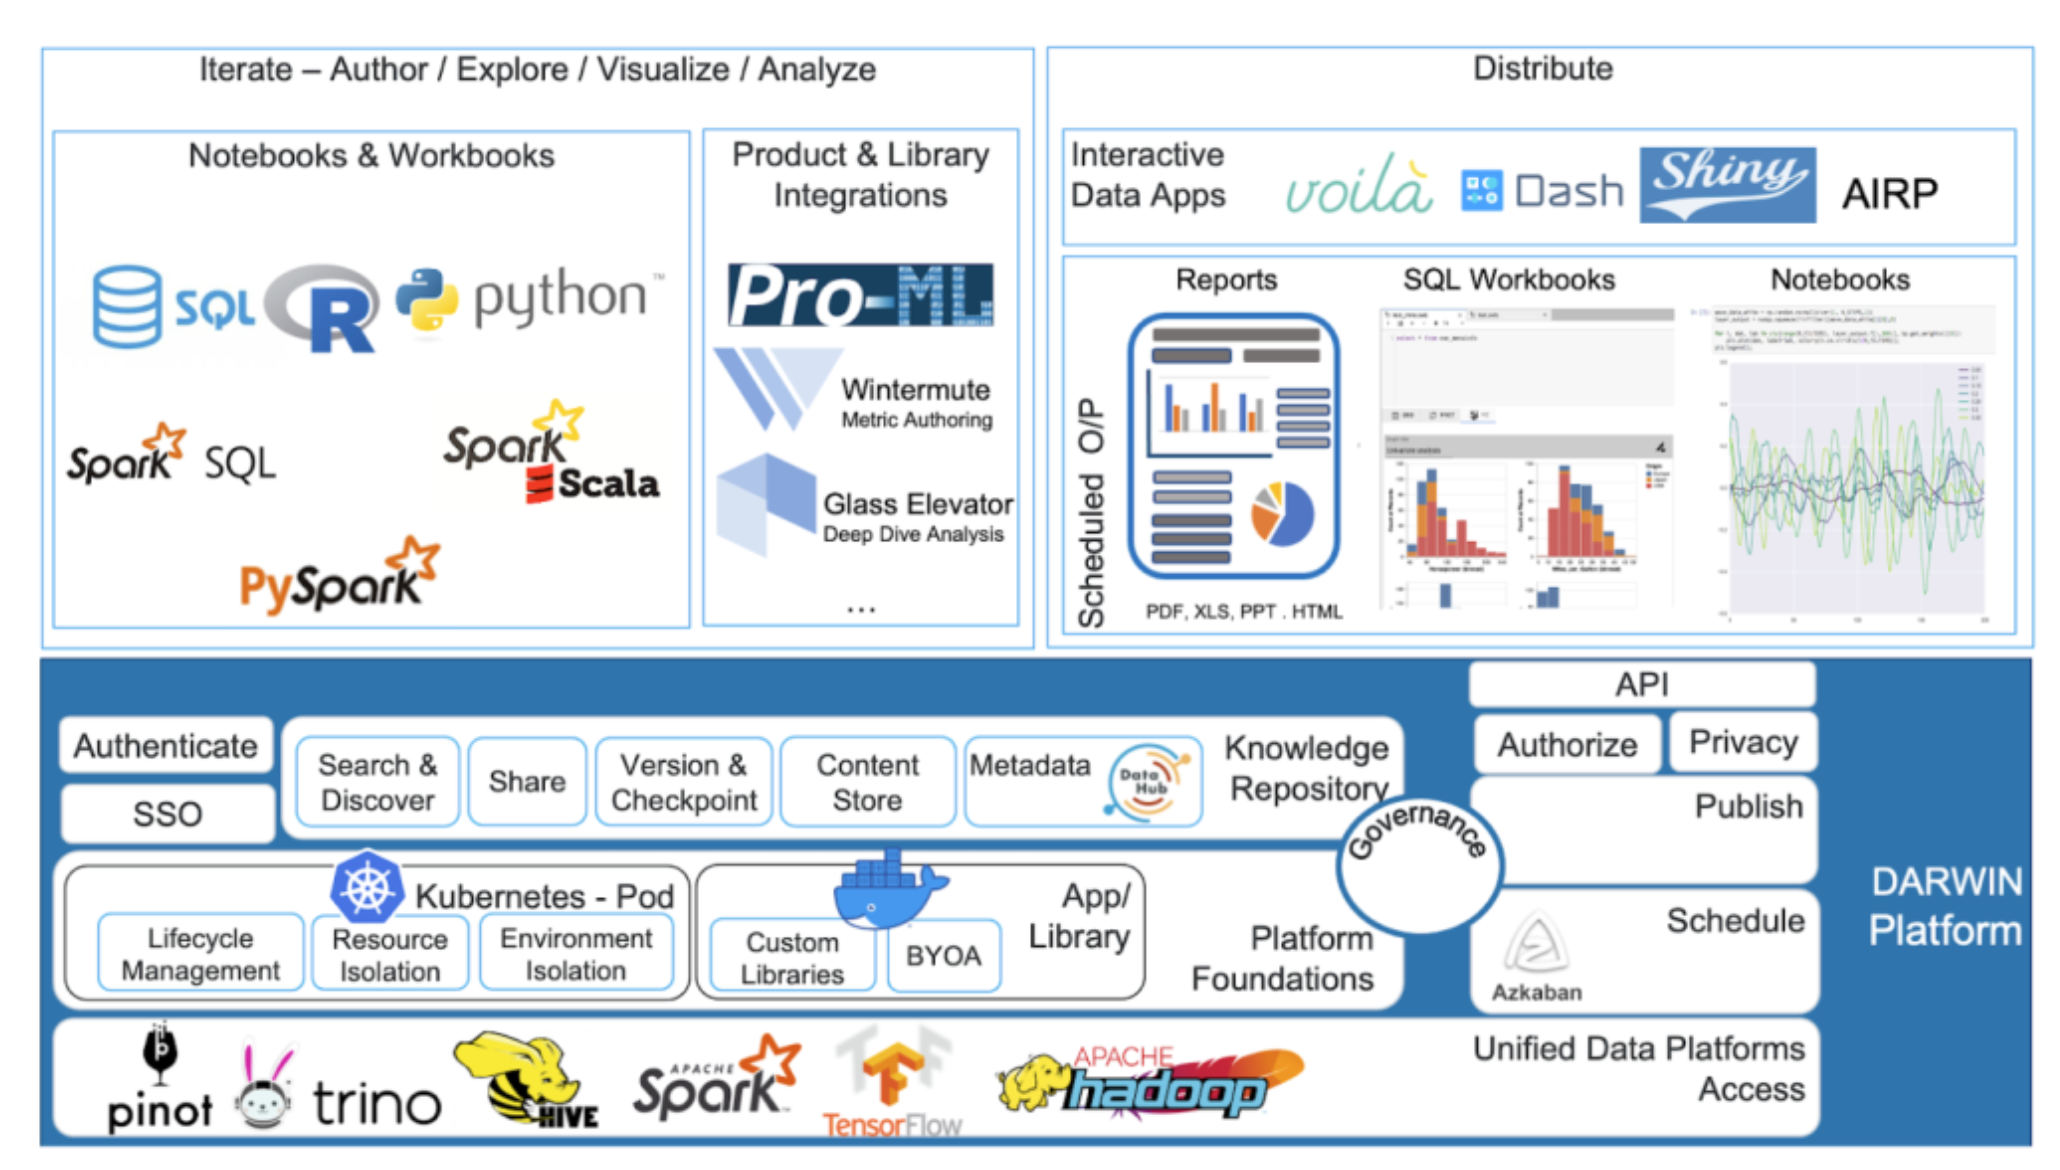 Iterate – Author / Explore / Visualize / Analyze
Notebooks & Workbooks
SQL
R
python™
Spark SQL
Spark
Scala
PySpark
Product & Library
Integrations
Pro-ML
Wintermute
Metric Authoring
Glass Elevator
Deep Dive Analysis
...
Distribute
Interactive
Data Apps
voilà
Dash
Shiny
AIRP
Scheduled O/P
Reports
PDF, XLS, PPT . HTML
SQL Workbooks
Notebooks
Authenticate
SSO
Search &
Discover
Share
Version &
Checkpoint
Content
Store
Metadata
Data
Hub
Knowledge
Repository
Governance
API
Authorize
Privacy
Publish
Schedule
Azkaban
Kubernetes - Pod
Lifecycle
Management
Resource
Isolation
Environment
Isolation
App/
Library
Custom
Libraries
BYOA
Platform
Foundations
DARWIN
Platform
pinot
trino
HIVE
APACHE
Spark
TensorFlow
APACHE
hadoop
Unified Data Platforms
Access